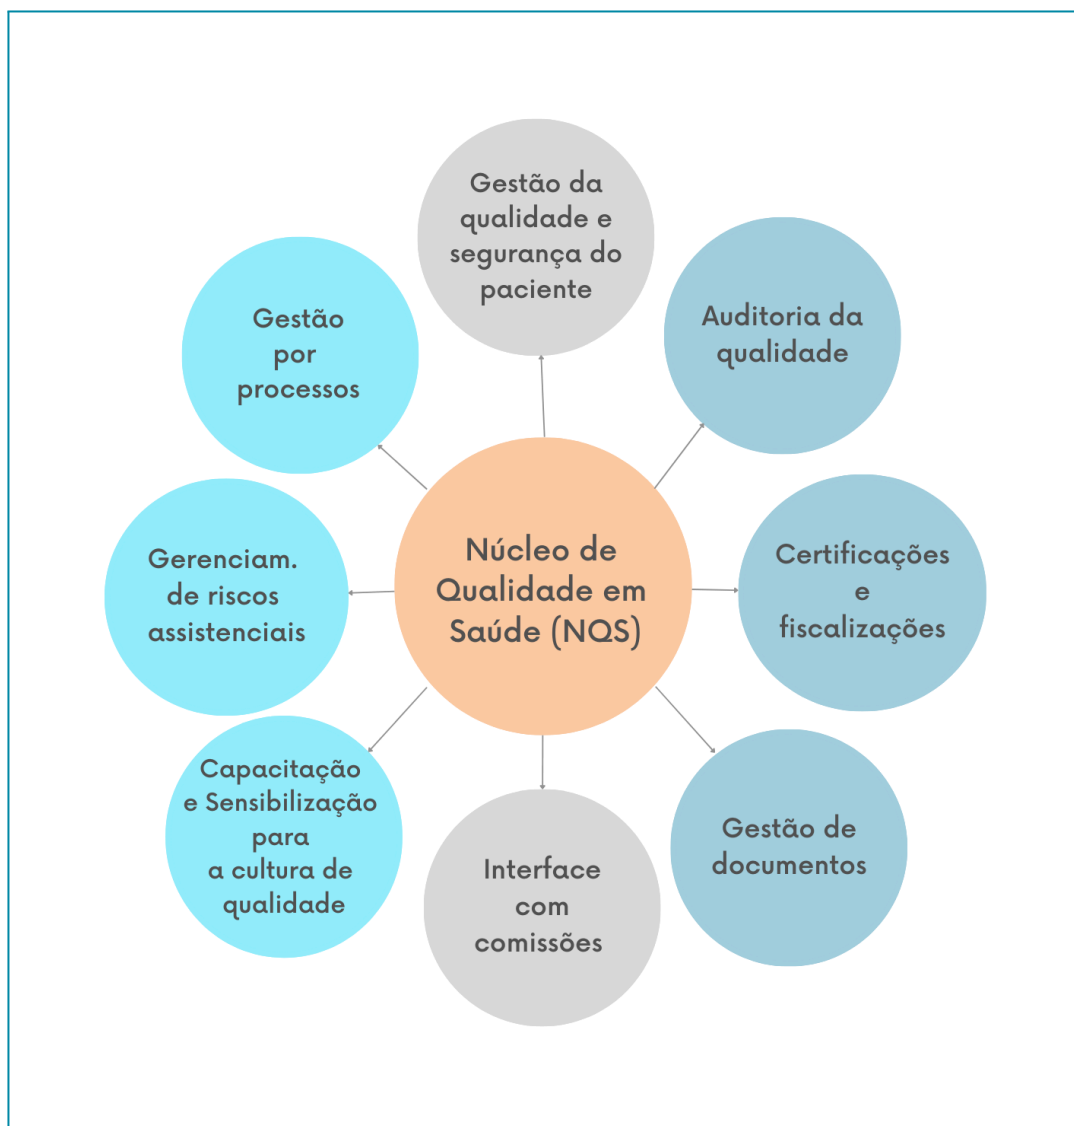 Gestão da
qualidade e
segurança do
paciente
Auditoria da
qualidade
Gestão
por
processos
Certificações
e
fiscalizações
Gerenciam.
de riscos
assistenciais
Núcleo de
Qualidade em
Saúde (NQS)
Capacitação
e Sensibilização
para
a cultura de
qualidade
Gestão de
documentos
Interface
com
comissões